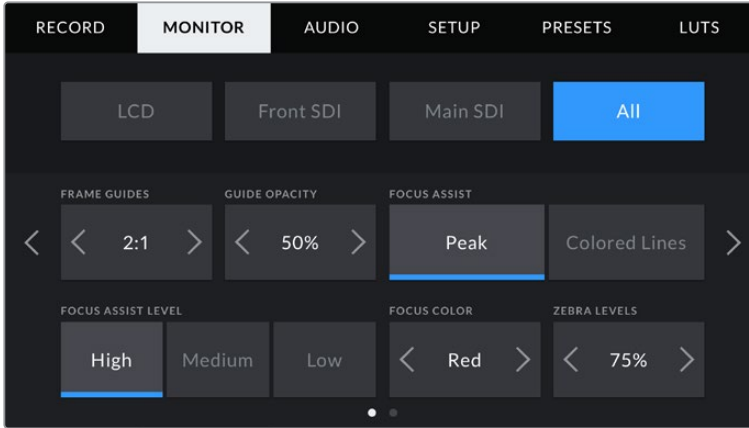 RECORD MONITOR AUDIO SETUP PRESETS LUTS
LCD Front SDI Main SDI All
FRAME GUIDES GUIDE OPACITY FOCUS ASSIST
2:1 50% Peak Colored Lines
FOCUS ASSIST LEVEL FOCUS COLOR ZEBRA LEVELS
High Medium Low Red 75%